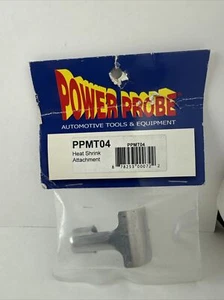 POWER PROBE
AUTOMOTIVE TOOLS & EQUIPMENT
PPMT04
Heat Shrink
Attachment
PPMT04